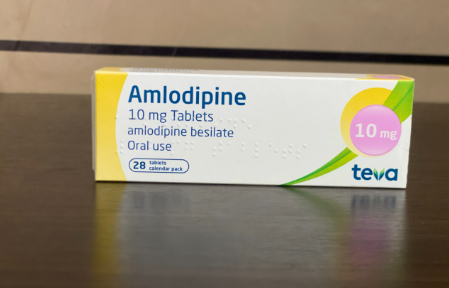 Amlodipine
10 mg Tablets
amlodipine besilate
Oral use
28 tablets
calendar pack
10 mg
teva